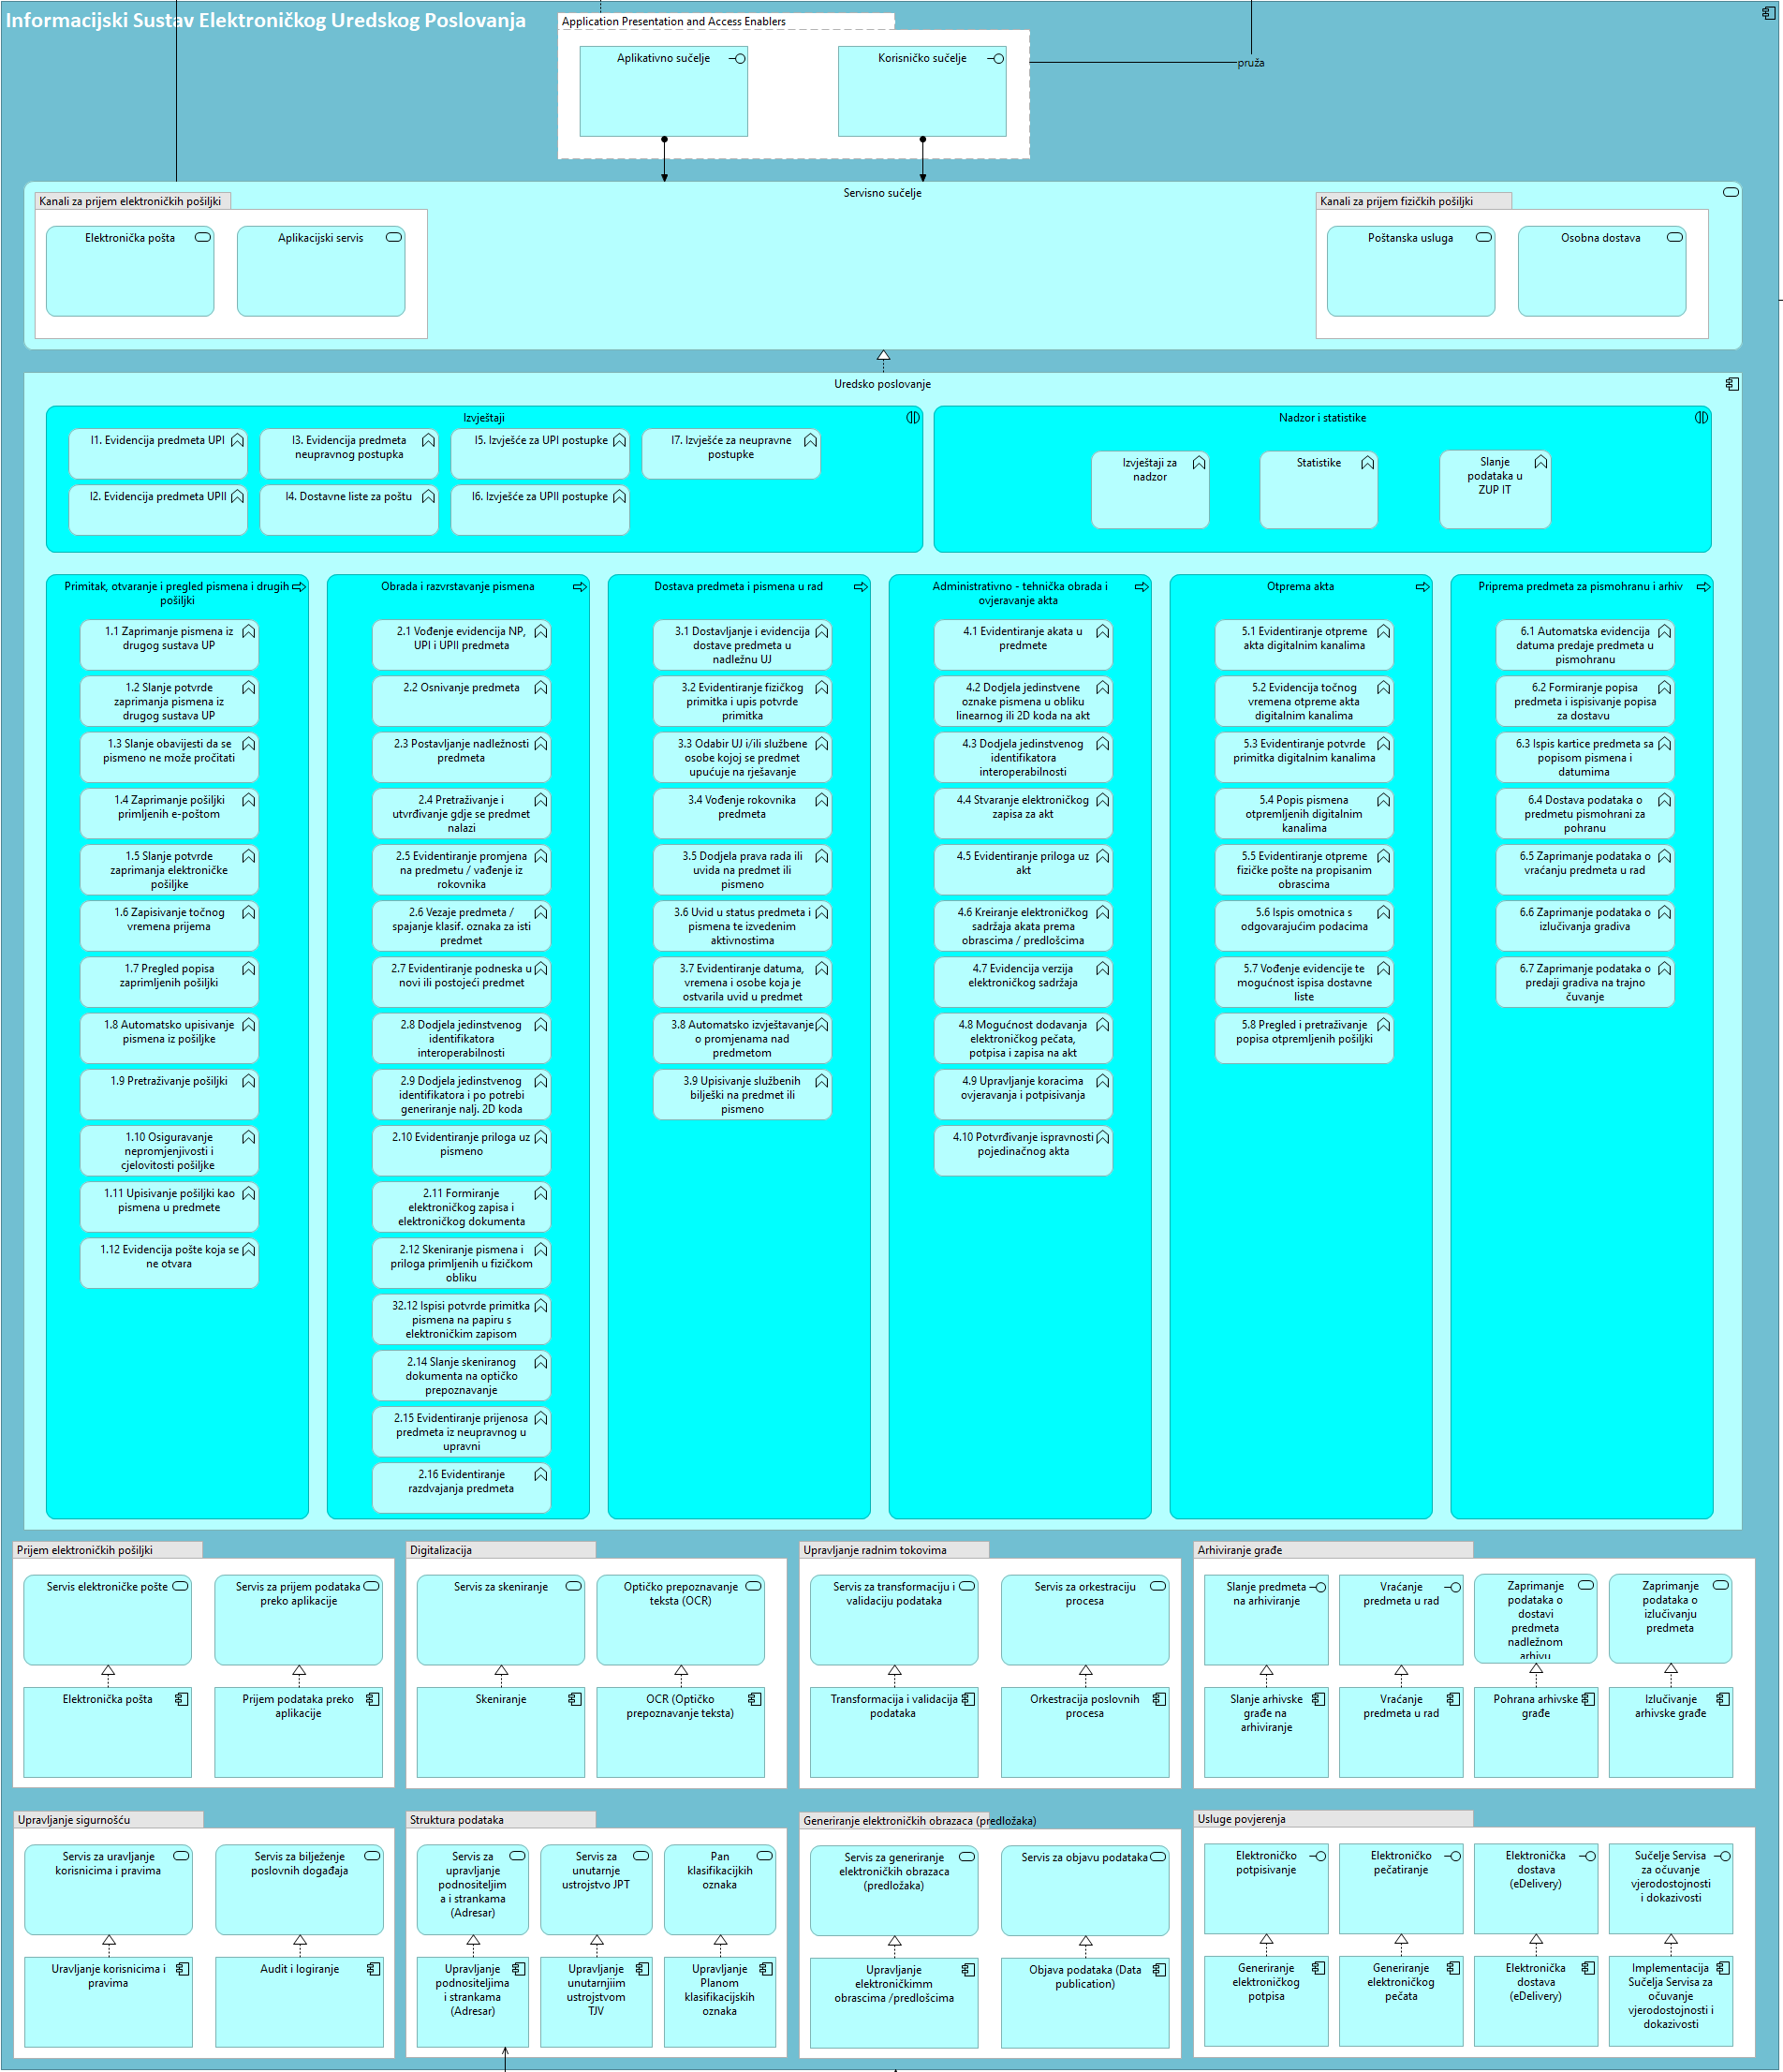 Informacijski Sustav Elektroničkog Uredskog Poslovanja
Application Presentation and Access Enablers
Aplikativno sučelje
Korisničko sučelje
pruža
Servisno sučelje
Kanali za prijem elektroničkih pošiljki
Elektronička pošta
Aplikacijski servis
Kanali za prijem fizičkih pošiljki
Poštanska usluga
Osobna dostava
Uredsko poslovanje
Izvještaji
I1. Evidencija predmeta UPI
I3. Evidencija predmeta
neupravnog postupka
I5. Izvješće za UPI postupke
I7. Izvješće za neupravne
postupke
I2. Evidencija predmeta UPII
I4. Dostavne liste za poštu
I6. Izvješće za UPII postupke
Nadzor i statistike
Izvještaji za
nadzor
Statistike
Slanje
podataka u
ZUP IT
Primitak, otvaranje i pregled pismena i drugih
pošiljki
1.1 Zaprimanje pismena iz
drugog sustava UP
1.2 Slanje potvrde
zaprimanja pismena iz
drugog sustava UP
1.3 Slanje obavijesti da se
pismeno ne može pročitati
1.4 Zaprimanje pošiljki
primljenih e-poštom
1.5 Slanje potvrde
zaprimanja elektroničke
pošiljke
1.6 Zapisivanje točnog
vremena prijema
1.7 Pregled popisa
zaprimljenih pošiljki
1.8 Automatsko upisivanje
pismena iz pošiljke
1.9 Pretraživanje pošiljki
1.10 Osiguravanje
nepromjenjivosti i
cjelovitosti pošiljke
1.11 Upisivanje pošiljki kao
pismena u predmete
1.12 Evidencija pošte koja se
ne otvara
Obrada i razvrstavanje pismena
2.1 Vođenje evidencija NP,
UPI i UPII predmeta
2.2 Osnivanje predmeta
2.3 Postavljanje nadležnosti
predmeta
2.4 Pretraživanje i
utvrđivanje gdje se predmet
nalazi
2.5 Evidentiranje promjena
na predmetu / vađenje iz
rokovnika
2.6 Vezaje predmeta /
spajanje klasif. oznaka za isti
predmet
2.7 Evidentiranje podneska u
novi ili postojeći predmet
2.8 Dodjela jedinstvenog
identifikatora
interoperabilnosti
2.9 Dodjela jedinstvenog
identifikatora i po potrebi
generiranje nalj. 2D koda
2.10 Evidentiranje priloga uz
pismeno
2.11 Formiranje
elektroničkog zapisa i
elektroničkog dokumenta
2.12 Skeniranje pismena i
priloga primljenih u fizičkom
obliku
32.12 Ispisi potvrde primitka
pismena na papiru s
elektroničkim zapisom
2.14 Slanje skeniranog
dokumenta na optičko
prepoznavanje
2.15 Evidentiranje prijenosa
predmeta iz neupravnog u
upravni
2.16 Evidentiranje
razdvajanja predmeta
Dostava predmeta i pismena u rad
3.1 Dostavljanje i evidencija
dostave predmeta u
nadležnu UJ
3.2 Evidentiranje fizičkog
primitka i upis potvrde
primitka
3.3 Odabir UJ i/ili službene
osobe kojoj se predmet
upućuje na rješavanje
3.4 Vođenje rokovnika
predmeta
3.5 Dodjela prava rada ili
uvida na predmet ili
pismeno
3.6 Uvid u status predmeta i
pismena te izvedenim
aktivnostima
3.7 Evidentiranje datuma,
vremena i osobe koja je
ostvarila uvid u predmet
3.8 Automatsko izvještavanje
o promjenama nad
predmetom
3.9 Upisivanje službenih
bilješki na predmet ili
pismeno
Administrativno - tehnička obrada i
ovjeravanje akta
4.1 Evidentiranje akata u
predmete
4.2 Dodjela jedinstvene
oznake pismena u obliku
linearnog ili 2D koda na akt
4.3 Dodjela jedinstvenog
identifikatora
interoperabilnosti
4.4 Stvaranje elektroničkog
zapisa za akt
4.5 Evidentiranje priloga uz
akt
4.6 Kreiranje elektroničkog
sadržaja akata prema
obrascima / predlošcima
4.7 Evidencija verzija
elektroničkog sadržaja
4.8 Mogućnost dodavanja
elektroničkog pečata,
potpisa i zapisa na akt
4.9 Upravljanje koracima
ovjeravanja i potpisivanja
4.10 Potvrđivanje ispravnosti
pojedinačnog akta
Otprema akta
5.1 Evidentiranje otpreme
akta digitalnim kanalima
5.2 Evidencija točnog
vremena otpreme akta
digitalnim kanalima
5.3 Evidentiranje potvrde
primitka digitalnim kanalima
5.4 Popis pismena
otpremljenih digitalnim
kanalima
5.5 Evidentiranje otpreme
fizičke pošte na propisanim
obrascima
5.6 Ispis omotnica s
odgovarajućim podacima
5.7 Vođenje evidencije te
mogućnost ispisa dostavne
liste
5.8 Pregled i pretraživanje
popisa otpremljenih pošiljki
Priprema predmeta za pismohranu i arhiv
6.1 Automatska evidencija
datuma predaje predmeta u
pismohranu
6.2 Formiranje popisa
predmeta i ispisivanje popisa
za dostavu
6.3 Ispis kartice predmeta sa
popisom pismena i
datumima
6.4 Dostava podataka o
predmetu pismohrani za
pohranu
6.5 Zaprimanje podataka o
vraćanju predmeta u rad
6.6 Zaprimanje podataka o
izlučivanja gradiva
6.7 Zaprimanje podataka o
predaji gradiva na trajno
čuvanje
Prijem elektroničkih pošiljki
Servis elektroničke pošte
Servis za prijem podataka
preko aplikacije
Elektronička pošta
Prijem podataka preko
aplikacije
Digitalizacija
Servis za skeniranje
Optičko prepoznavanje
teksta (OCR)
Skeniranje
OCR (Optičko
prepoznavanje teksta)
Upravljanje radnim tokovima
Servis za transformaciju i
validaciju podataka
Servis za orkestraciju
procesa
Transformacija i validacija
podataka
Orkestracija poslovnih
procesa
Arhiviranje građe
Slanje predmeta
na arhiviranje
Vraćanje
predmeta u rad
Zaprimanje
podataka o
dostavi
predmeta
nadležnom
arhivu
Zaprimanje
podataka o
izlučivanju
predmeta
Slanje arhivske
građe na
arhiviranje
Vraćanje
predmeta u rad
Pohrana arhivske
građe
Izlučivanje
arhivske građe
Upravljanje sigurnošću
Servis za uravljanje
korisnicima i pravima
Servis za bilježenje
poslovnih događaja
Uravljanje korisnicima i
pravima
Audit i logiranje
Struktura podataka
Servis za
upravljanje
podnositeljim
a i strankama
(Adresar)
Servis za
unutarnje
ustrojstvo JPT
Pan
klasifikacijkih
oznaka
Upravljanje
podnositeljima
i strankama
(Adresar)
Upravljanje
unutarnjiim
ustrojstvom
TJV
Upravljanje
Planom
klasifikacijskih
oznaka
Generiranje elektroničkih obrazaca (predložaka)
Servis za generiranje
elektroničkih obrazaca
(predložaka)
Servis za objavu podataka
Upravljanje
elektroničkimm
obrascima /predlošcima
Objava podataka (Data
publication)
Usluge povjerenja
Elektroničko
potpisivanje
Elektroničko
pečatiranje
Elektronička
dostava
(eDelivery)
Sučelje Servisa
za očuvanje
vjerodostojnosti
i dokazivosti
Generiranje
elektroničkog
potpisa
Generiranje
elektroničkog
pečata
Elektronička
dostava
(eDelivery)
Implementacija
Sučelja Servisa za
očuvanje
vjerodostojnosti i
dokazivosti